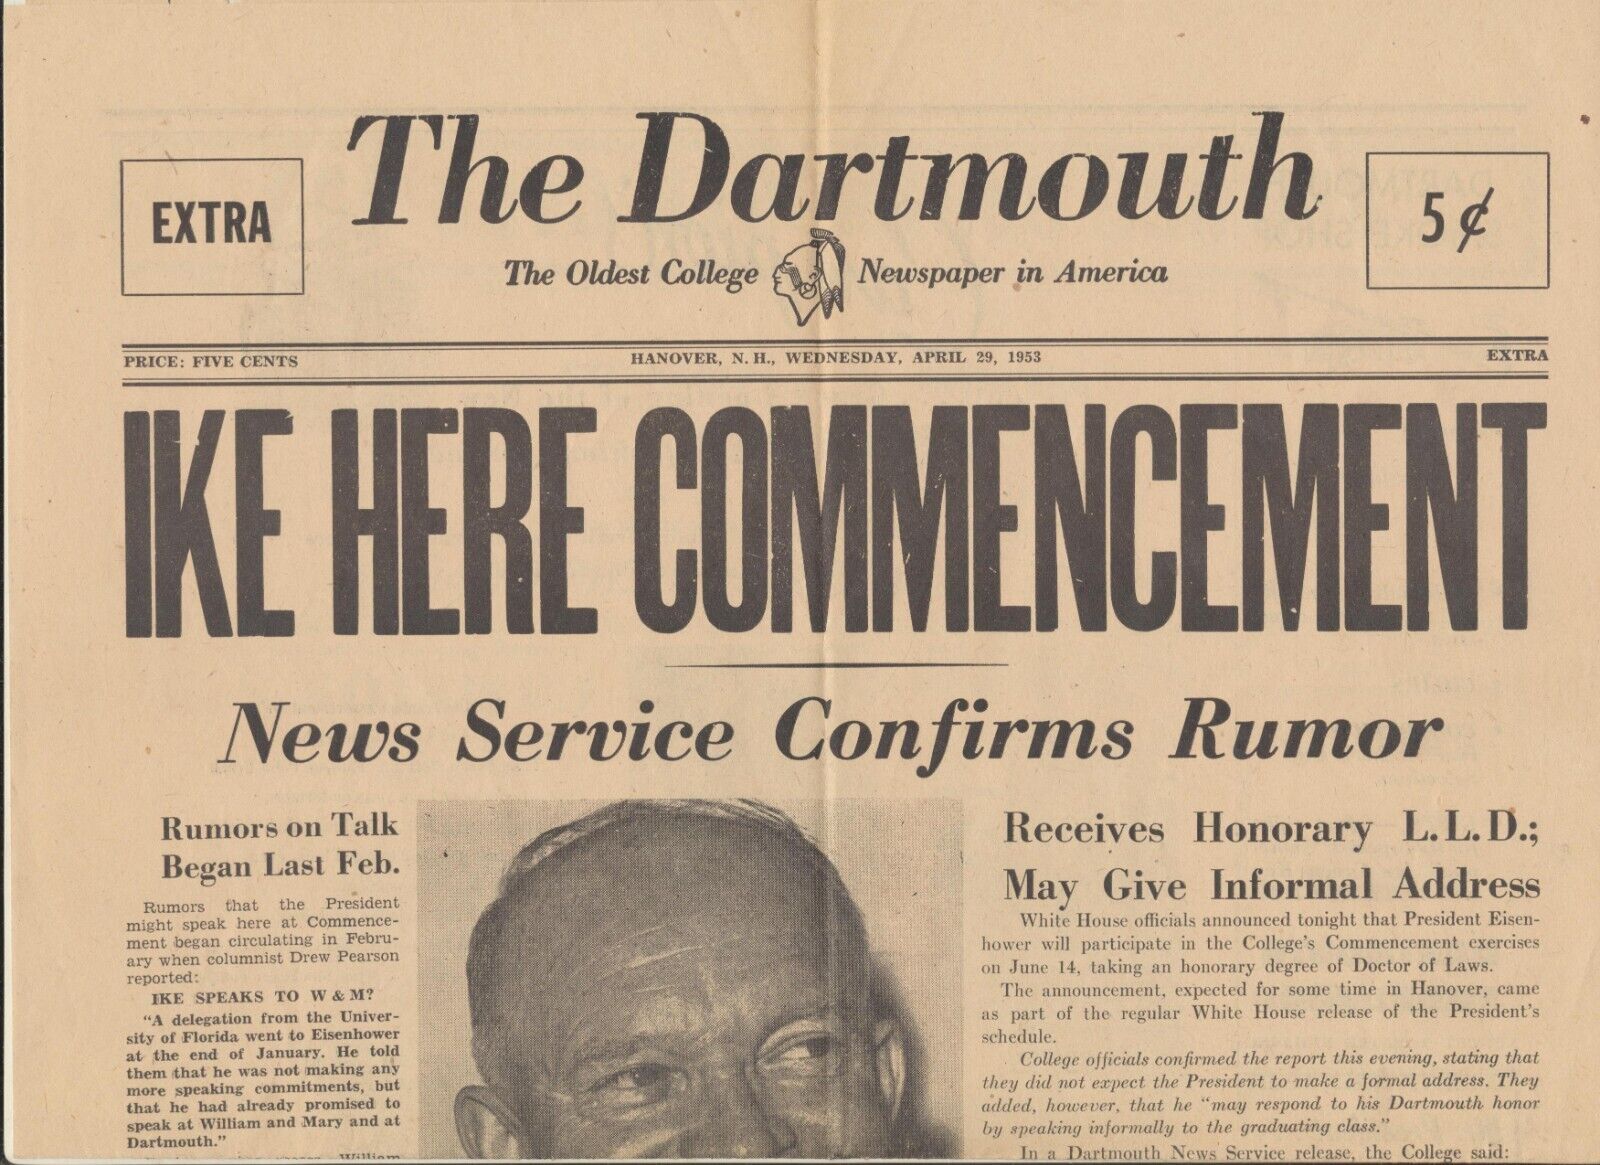 EXTRA
The Dartmouth
5¢
The Oldest College Newspaper in America
PRICE: FIVE CENTS
HANOVER, N. H., WEDNESDAY, APRIL 29, 1953
EXTRA
IKE HERE COMMENCEMENT
News Service Confirms Rumor
Rumors on Talk
Began Last Feb.
Rumors that the President
might speak here at Commence-
ment began circulating in Febru-
ary when columnist Drew Pearson
reported:
IKE SPEAKS TO W & M?
“A delegation from the Univer-
sity of Florida went to Eisenhower
at the end of January. He told
them that he was not making any
more speaking commitments, but
that he had already promised to
speak at William and Mary and at
Dartmouth.”
William
Receives Honorary L.L.D.;
May Give Informal Address
White House officials announced tonight that President Eisen-
hower will participate in the College’s Commencement exercises
on June 14, taking an honorary degree of Doctor of Laws.
The announcement, expected for some time in Hanover, came
as part of the regular White House release of the President’s
schedule.
College officials confirmed the report this evening, stating that
they did not expect the President to make a formal address. They
added, however, that he “may respond to his Dartmouth honor
by speaking informally to the graduating class.”
In a Dartmouth News Service release, the College said: